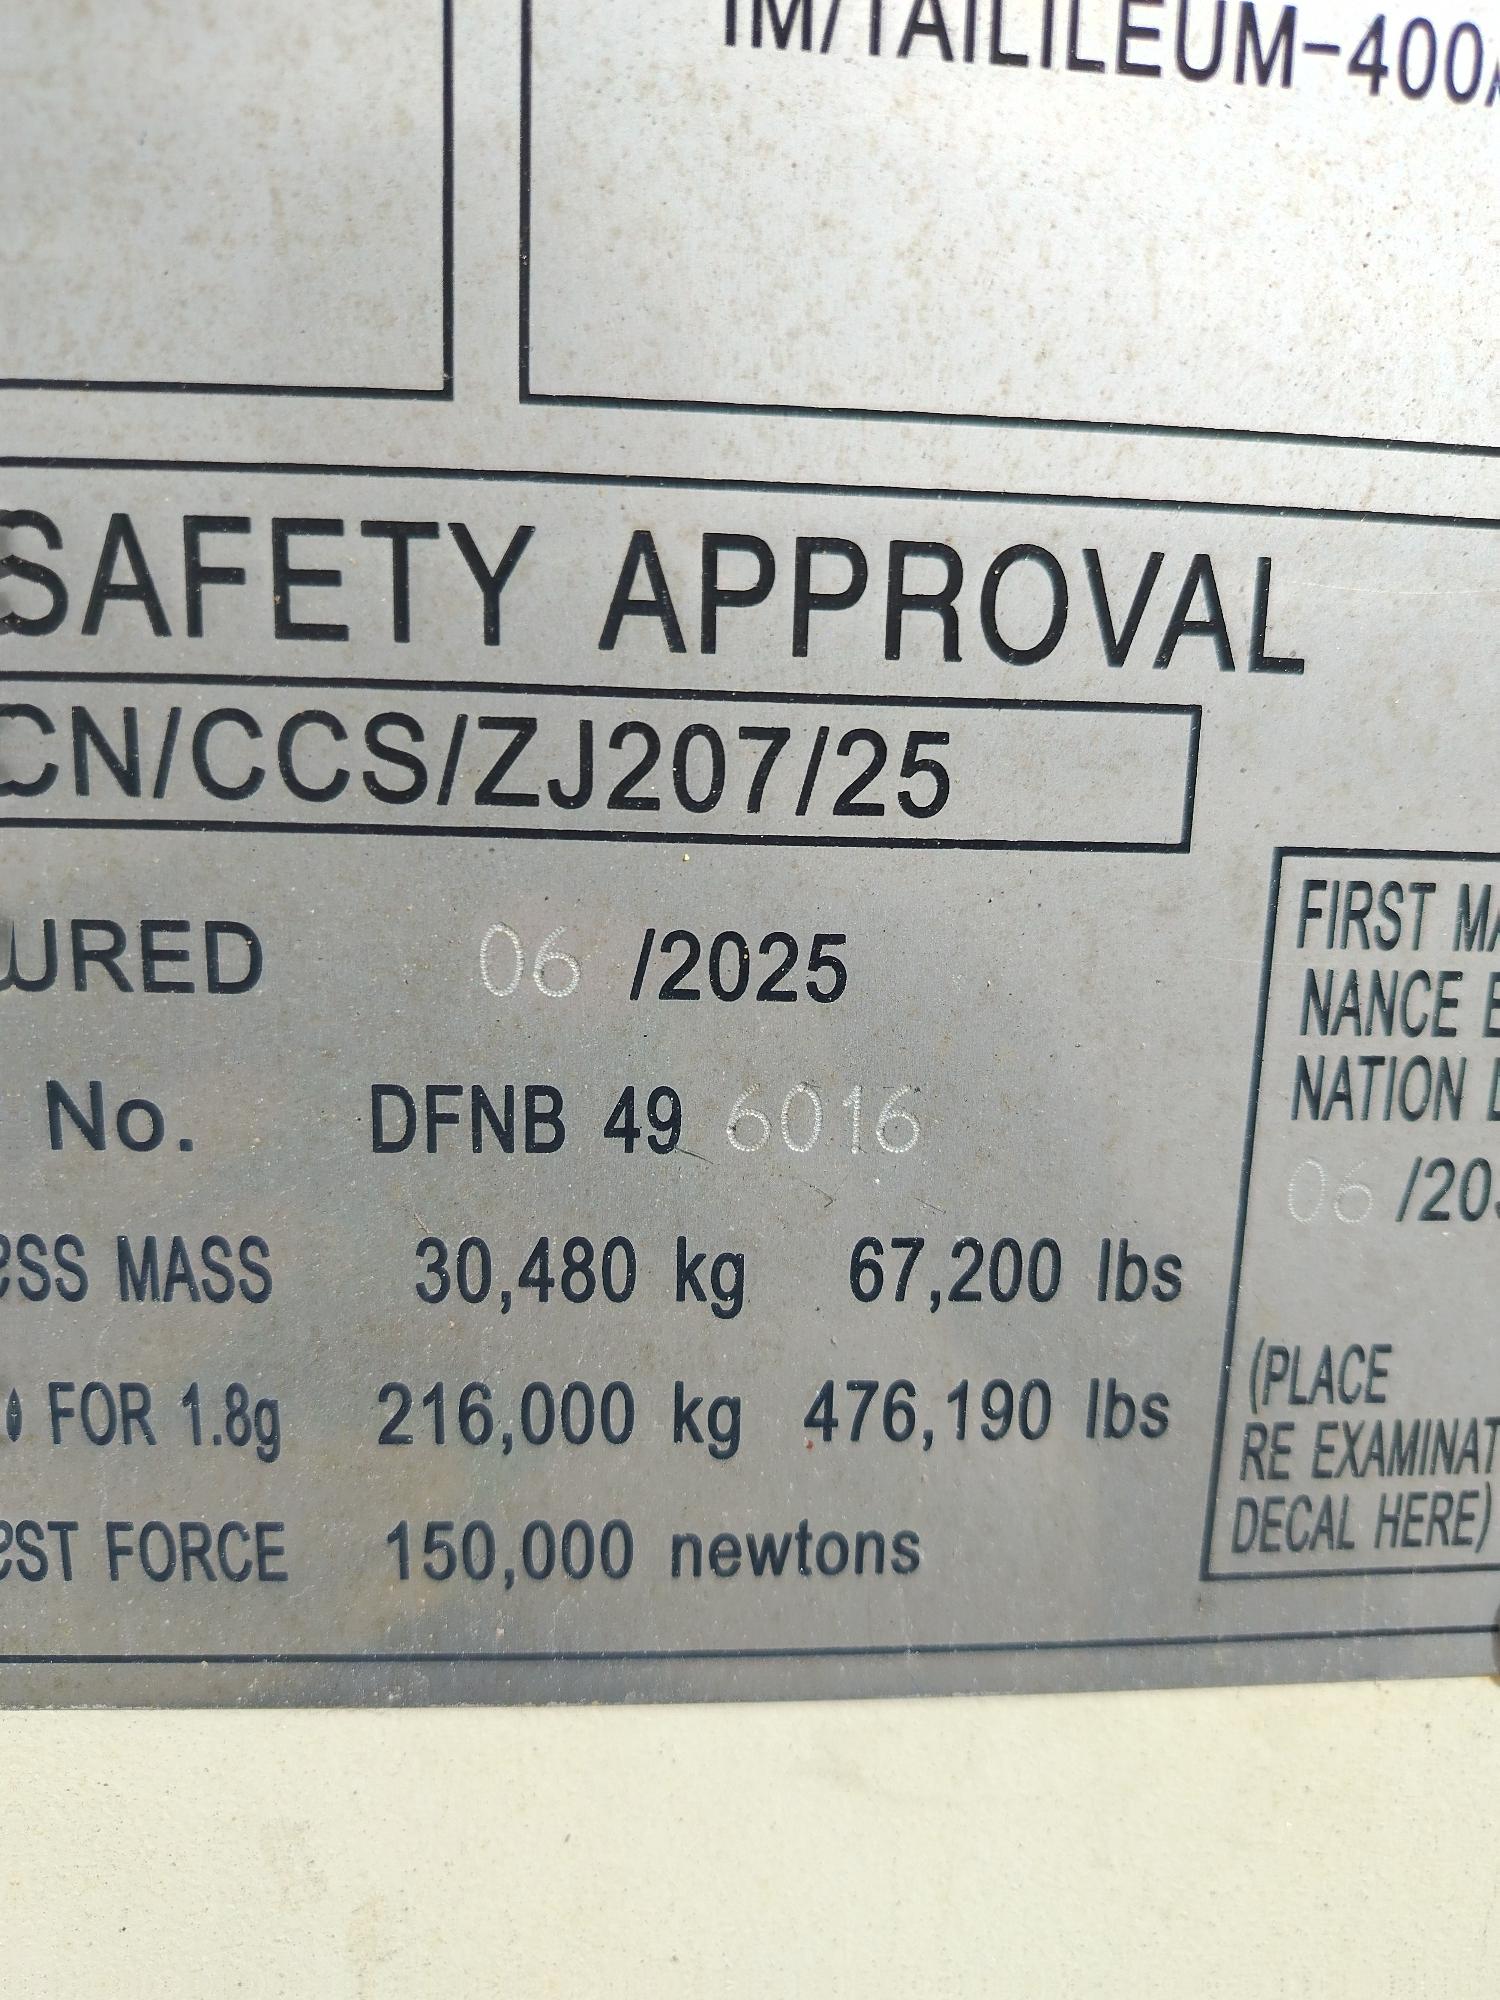 IM/TAILILEUM-400
SAFETY APPROVAL
CN/CCS/ZJ207/25
URED 06 /2025
No. DFNB 49 6016
SS MASS 30,480 kg 67,200 lbs
FOR 1.8g 216,000 kg 476,190 lbs
ST FORCE 150,000 newtons
FIRST MA
NANCE E
NATION D
06 /20
(PLACE
RE EXAMINAT
DECAL HERE)